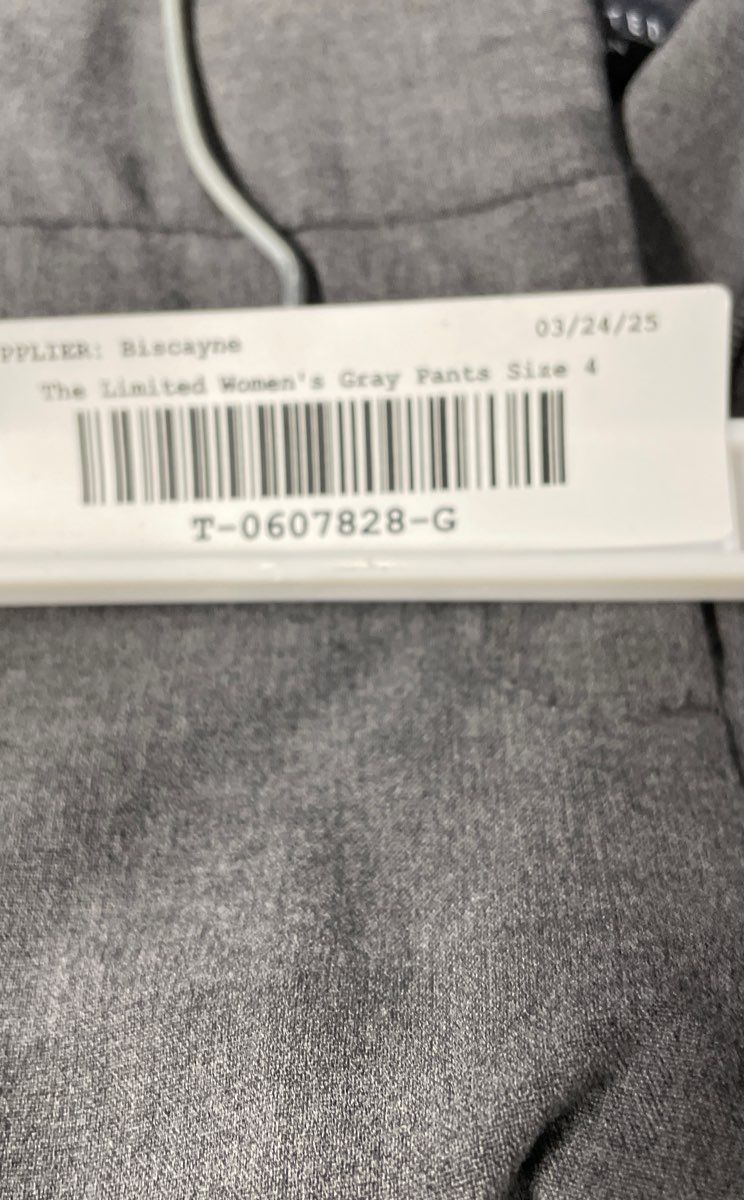 PPLIER: Biscayne 03/24/25
The Limited Women's Gray Pants Size 4
T-0607828-G